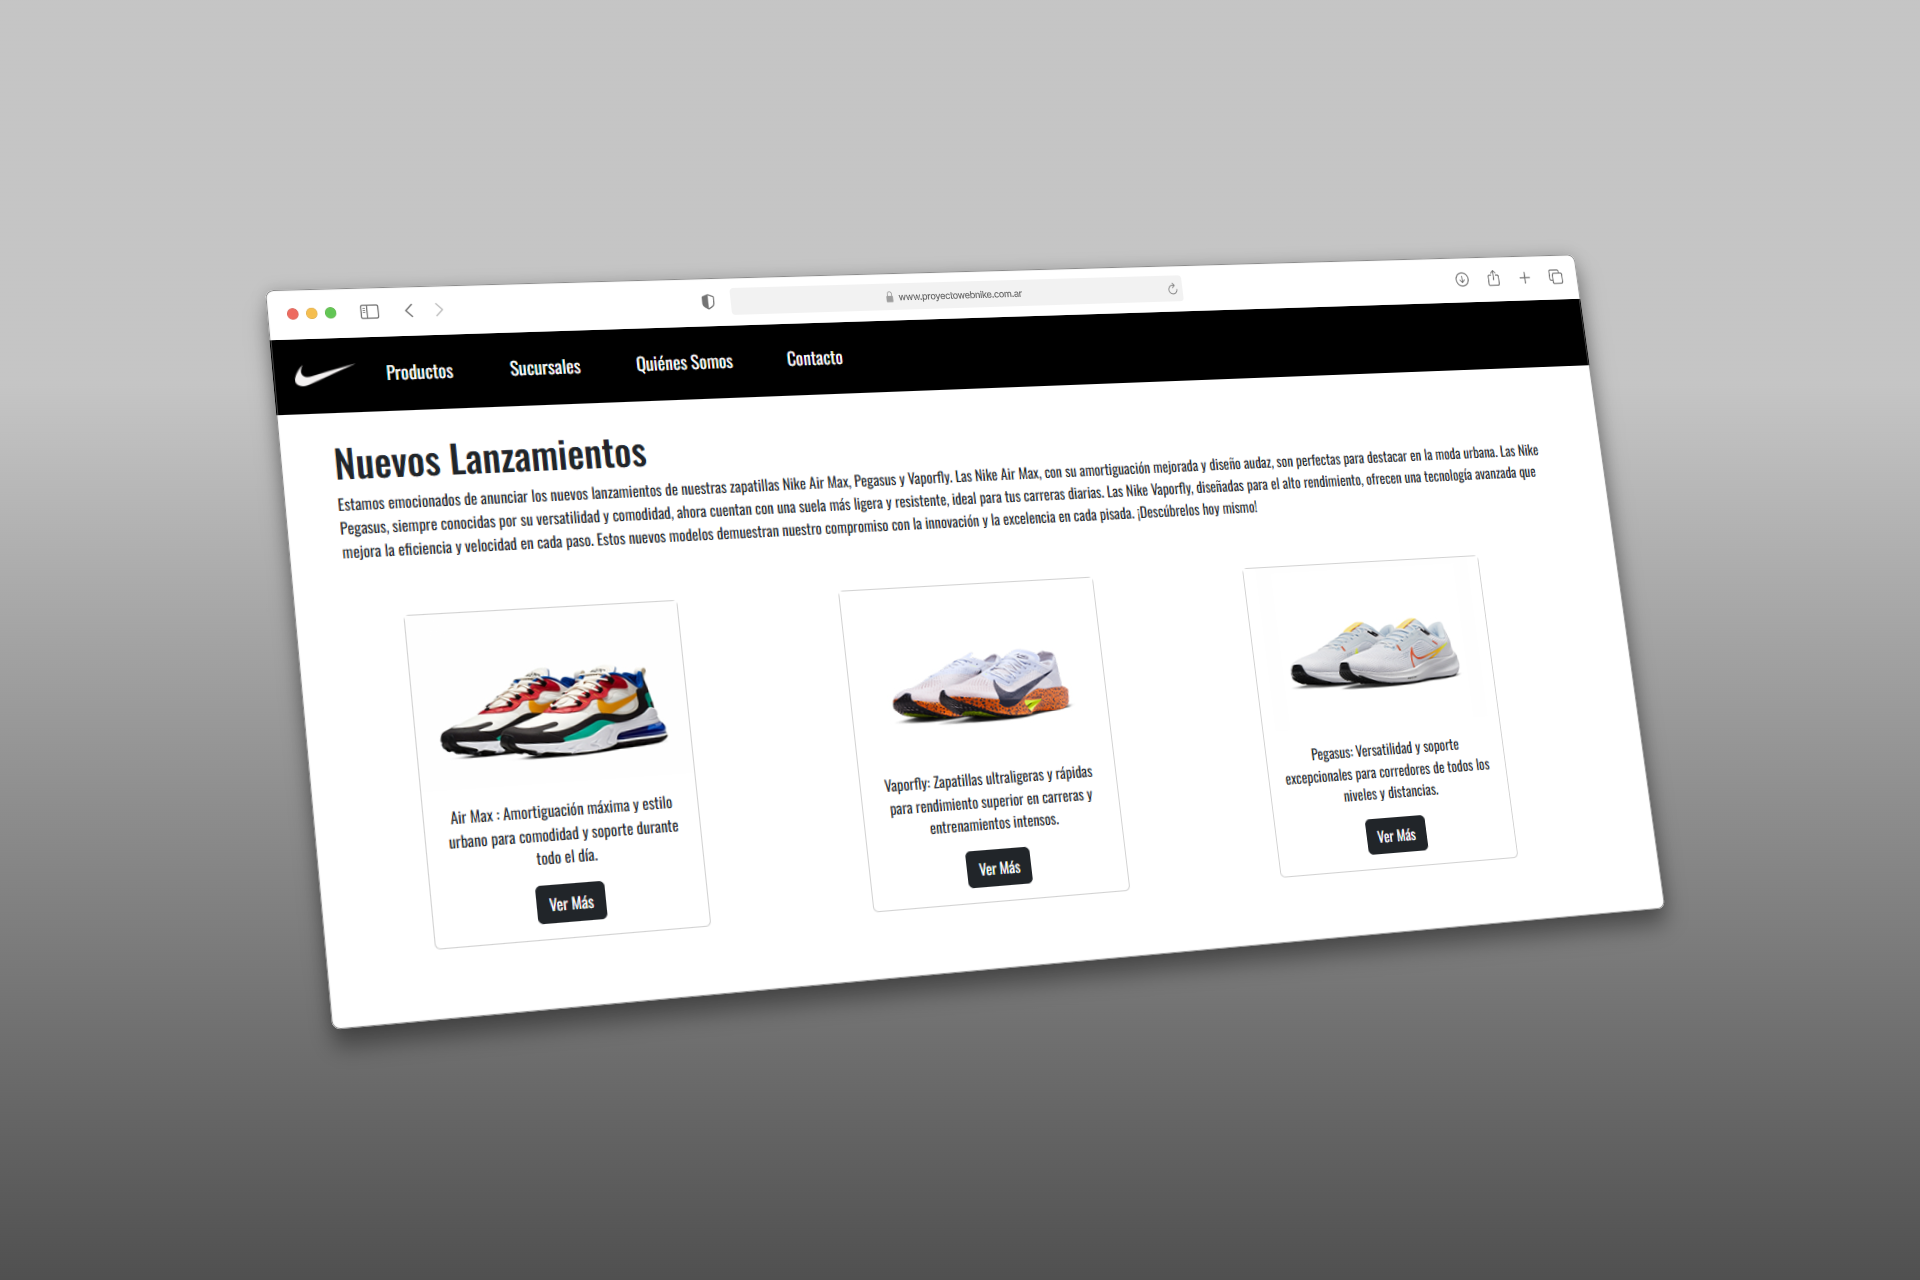 www.proyectowebnike.com.ar
Productos Sucursales Quiénes Somos Contacto
Nuevos Lanzamientos
Estamos emocionados de anunciar los nuevos lanzamientos de nuestras zapatillas Nike Air Max, Pegasus y Vaporfly. Las Nike Air Max, con su amortiguación mejorada y diseño audaz, son perfectas para destacar en la moda urbana. Las Nike
Pegasus, siempre conocidas por su versatilidad y comodidad, ahora cuentan con una suela más ligera y resistente, ideal para tus carreras diarias. Las Nike Vaporfly, diseñadas para el alto rendimiento, ofrecen una tecnología avanzada que
mejora la eficiencia y velocidad en cada paso. Estos nuevos modelos demuestran nuestro compromiso con la innovación y la excelencia en cada pisada. ¡Descúbrelos hoy mismo!
Air Max : Amortiguación máxima y estilo
urbano para comodidad y soporte durante
todo el día.
Ver Más
Vaporfly: Zapatillas ultraligeras y rápidas
para rendimiento superior en carreras y
entrenamientos intensos.
Ver Más
Pegasus: Versatilidad y soporte
excepcionales para corredores de todos los
niveles y distancias.
Ver Más